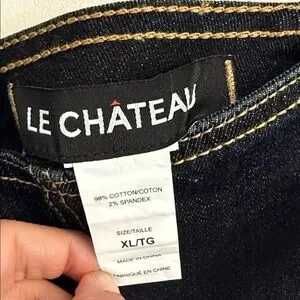 LE CHÂTEAU
98% COTTON/COTON
2% SPANDEX
SIZE/TAILLE
XL/TG
MADE IN CHINA
FABRIQUÉ EN CHINE